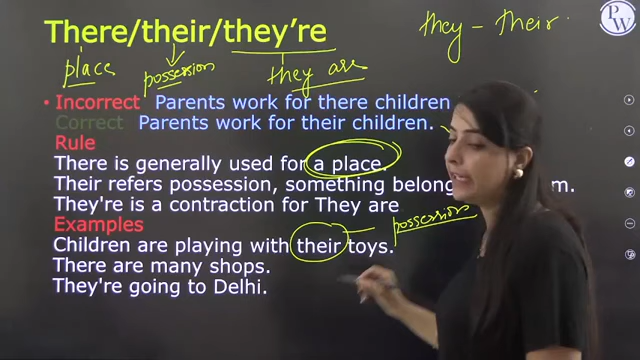 There/their/they're
they - their
PW
place
possession
they are
• Incorrect Parents work for there children
Correct Parents work for their children.
Rule
There is generally used for a place.
Their refers possession, something belong m.
They're is a contraction for They are
Examples
possession
Children are playing with their toys.
There are many shops.
They're going to Delhi.